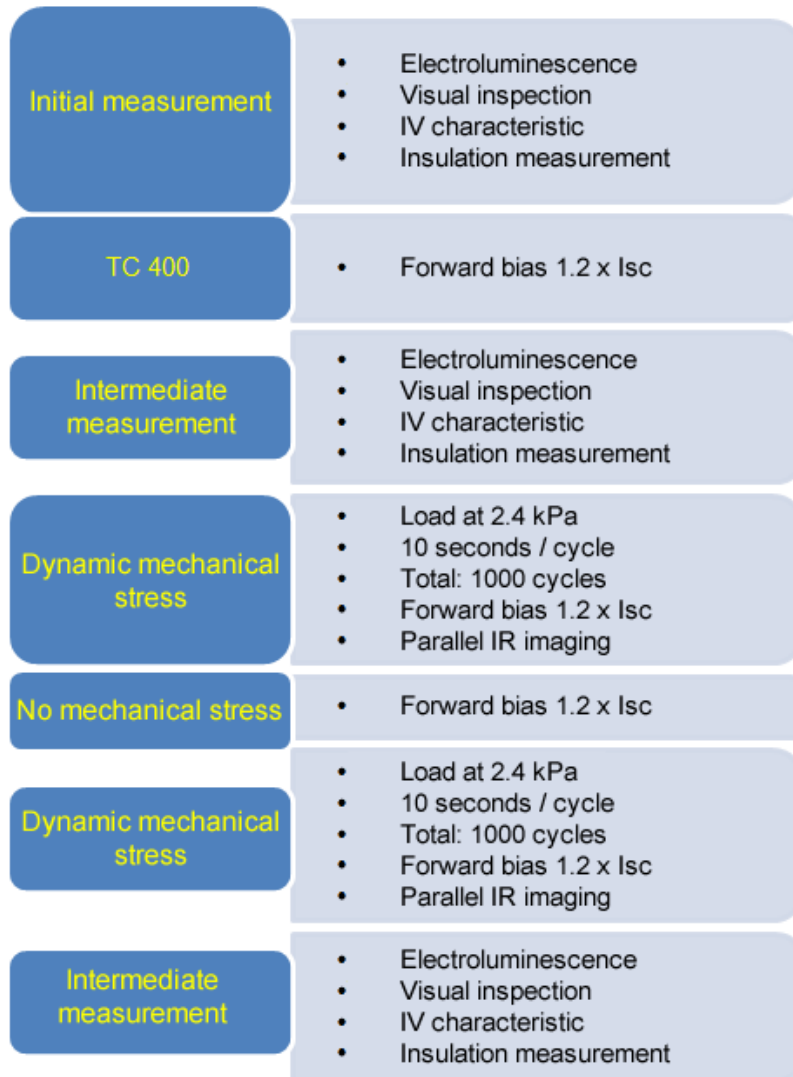 Initial measurement
• Electroluminescence
• Visual inspection
• IV characteristic
• Insulation measurement
TC 400
• Forward bias 1.2 x Isc
Intermediate
measurement
• Electroluminescence
• Visual inspection
• IV characteristic
• Insulation measurement
Dynamic mechanical
stress
• Load at 2.4 kPa
• 10 seconds / cycle
• Total: 1000 cycles
• Forward bias 1.2 x Isc
• Parallel IR imaging
No mechanical stress
• Forward bias 1.2 x Isc
Dynamic mechanical
stress
• Load at 2.4 kPa
• 10 seconds / cycle
• Total: 1000 cycles
• Forward bias 1.2 x Isc
• Parallel IR imaging
Intermediate
measurement
• Electroluminescence
• Visual inspection
• IV characteristic
• Insulation measurement